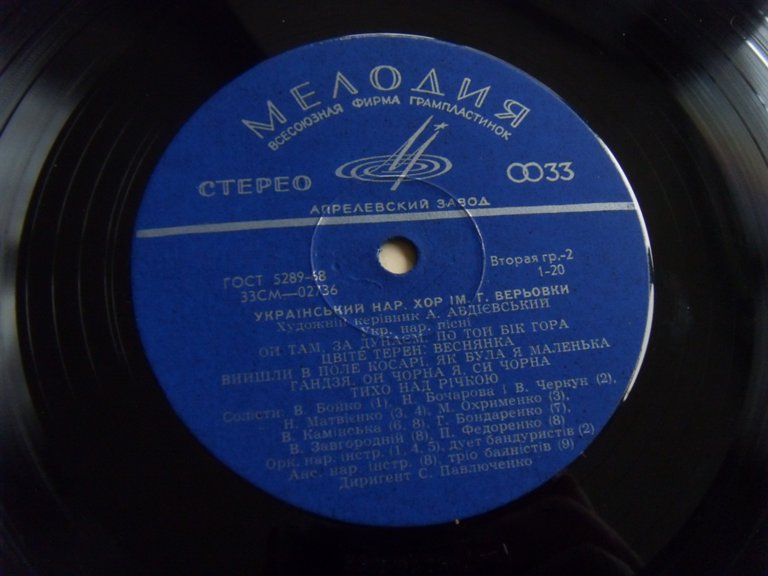 МЕЛОДИЯ
ВСЕСОЮЗНАЯ ФИРМА ГРАМПЛАСТИНОК
СТЕРЕО
33
АПРЕЛЕВСКИЙ ЗАВОД
ГОСТ 5289-68
Вторая гр.-2
33СМ—02736
1-20
УКРАЇНСЬКИЙ НАР. ХОР ІМ. Г. ВЕРЬОВКИ
Художній керівник А. АВДІЄВСЬКИЙ
Укр. нар. пісні
ОЙ ТАМ, ЗА ДУНАЄМ; ПО ТОЙ БІК ГОРА
ЦВІТЕ ТЕРЕН; ВЕСНЯНКА
ВИЙШЛИ В ПОЛЕ КОСАРІ, ЯК БУЛА Я МАЛЕНЬКА
ГАНДЗЯ, ОЙ ЧОРНА Я, СИ ЧОРНА
ТИХО НАД РІЧКОЮ
Солісти: В. Бойко (1), Н. Бочарова і В. Черкун (2),
Н. Матвієнко (3, 4), М. Охрименко (3),
В. Камінська (6, 8), Г. Бондаренко (7),
В. Завгородній (8), П. Федоренко (8)
Орк. нар. інстр. (1, 4, 5), дует бандуристів (2)
Анс. нар. інстр. (8), тріо баяністів (9)
Диригент С. Павлюченко